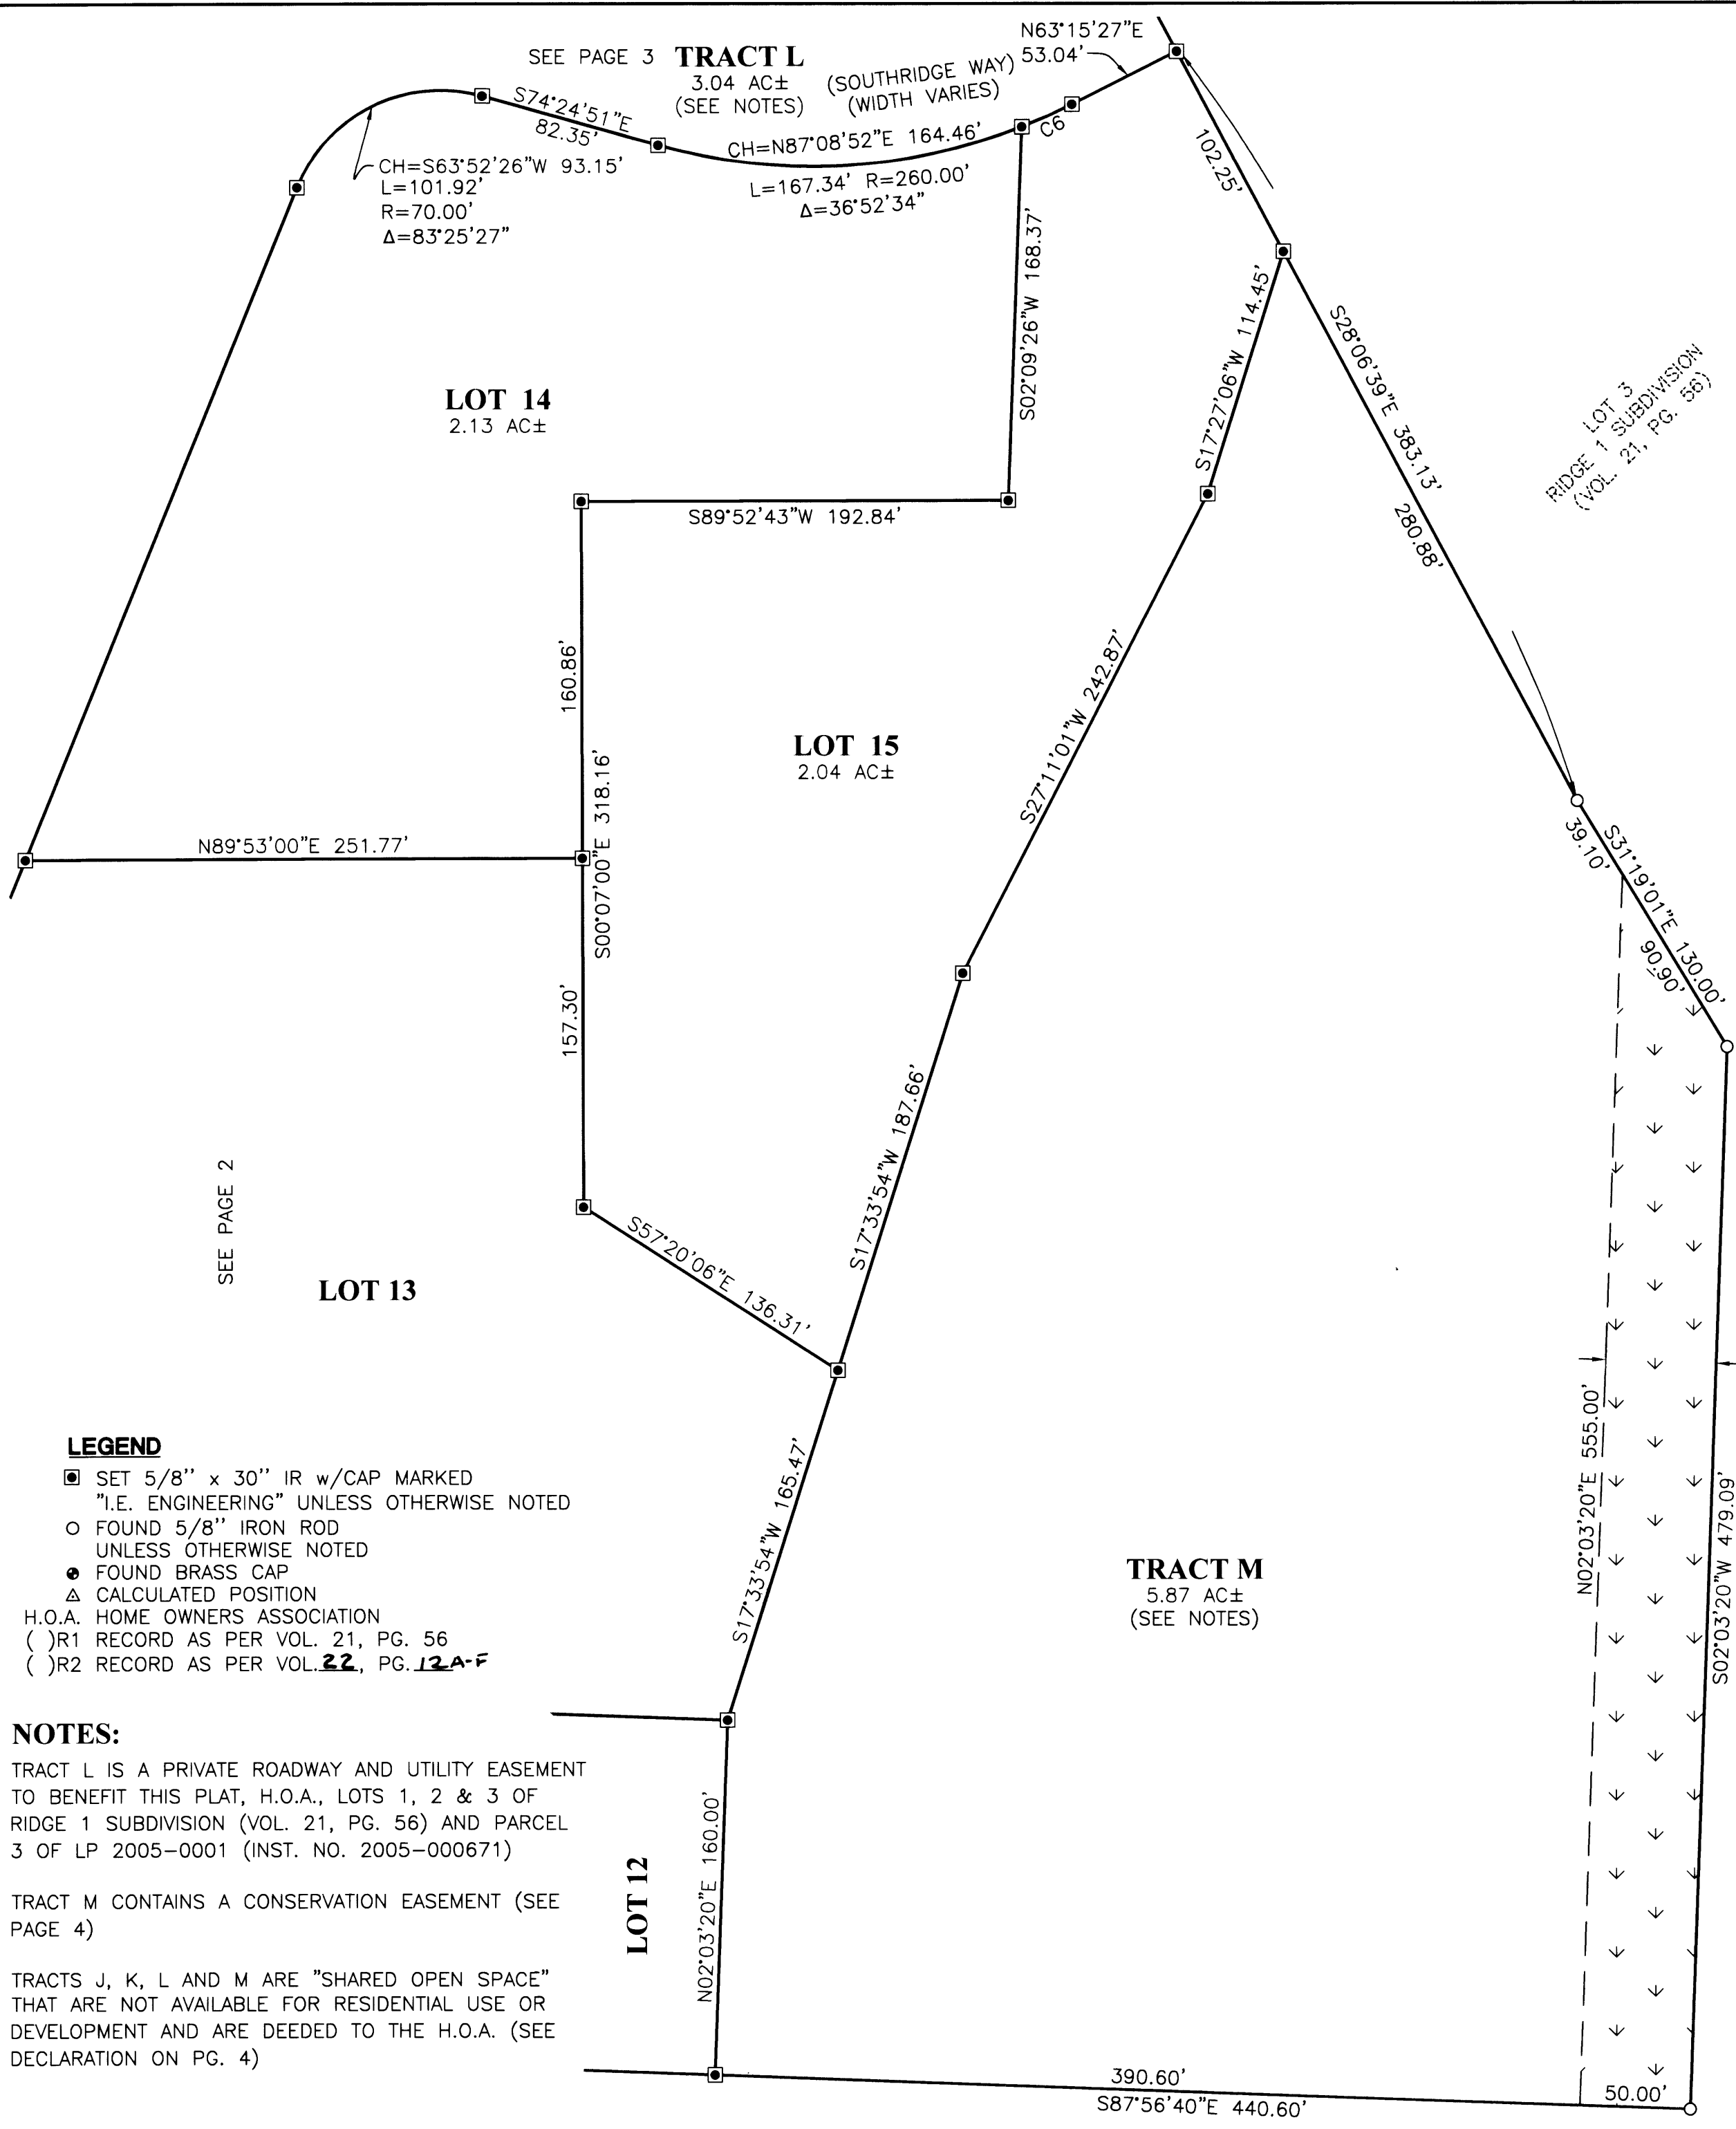 N63°15'27"E
53.04'
SEE PAGE 3 TRACT L
3.04 AC±
(SEE NOTES)
(SOUTHRIDGE WAY)
(WIDTH VARIES)
S74°24'51"E
82.35'
CH=N87°08'52"E 164.46'
L=167.34' R=260.00'
Δ=36°52'34"
C6
CH=S63°52'26"W 93.15'
L=101.92'
R=70.00'
Δ=83°25'27"
102.25'
S02°09'26"W 168.37'
S17°27'06"W 114.45'
S28°06'39"E 383.13'
280.88'
LOT 3
RIDGE 1 SUBDIVISION
(VOL. 21, PG. 56)
LOT 14
2.13 AC±
S89°52'43"W 192.84'
160.86'
S00°07'00"E 318.16'
157.30'
LOT 15
2.04 AC±
S27°11'01"W 242.87'
N89°53'00"E 251.77'
39.10'
S31°19'01"E 130.00'
90.90'
S17°33'54"W 187.66'
SEE PAGE 2
LOT 13
S57°20'06"E 136.31'
LEGEND
SET 5/8" x 30" IR w/CAP MARKED
"I.E. ENGINEERING" UNLESS OTHERWISE NOTED
FOUND 5/8" IRON ROD
UNLESS OTHERWISE NOTED
FOUND BRASS CAP
CALCULATED POSITION
H.O.A. HOME OWNERS ASSOCIATION
( )R1 RECORD AS PER VOL. 21, PG. 56
( )R2 RECORD AS PER VOL. 22, PG. 12A-F
S17°33'54"W 165.47'
TRACT M
5.87 AC±
(SEE NOTES)
N02°03'20"E 555.00'
S02°03'20"W 479.09'
NOTES:
TRACT L IS A PRIVATE ROADWAY AND UTILITY EASEMENT
TO BENEFIT THIS PLAT, H.O.A., LOTS 1, 2 & 3 OF
RIDGE 1 SUBDIVISION (VOL. 21, PG. 56) AND PARCEL
3 OF LP 2005-0001 (INST. NO. 2005-000671)
TRACT M CONTAINS A CONSERVATION EASEMENT (SEE
PAGE 4)
TRACTS J, K, L AND M ARE "SHARED OPEN SPACE"
THAT ARE NOT AVAILABLE FOR RESIDENTIAL USE OR
DEVELOPMENT AND ARE DEEDED TO THE H.O.A. (SEE
DECLARATION ON PG. 4)
LOT 12
N02°03'20"E 160.00'
390.60'
S87°56'40"E 440.60'
50.00'